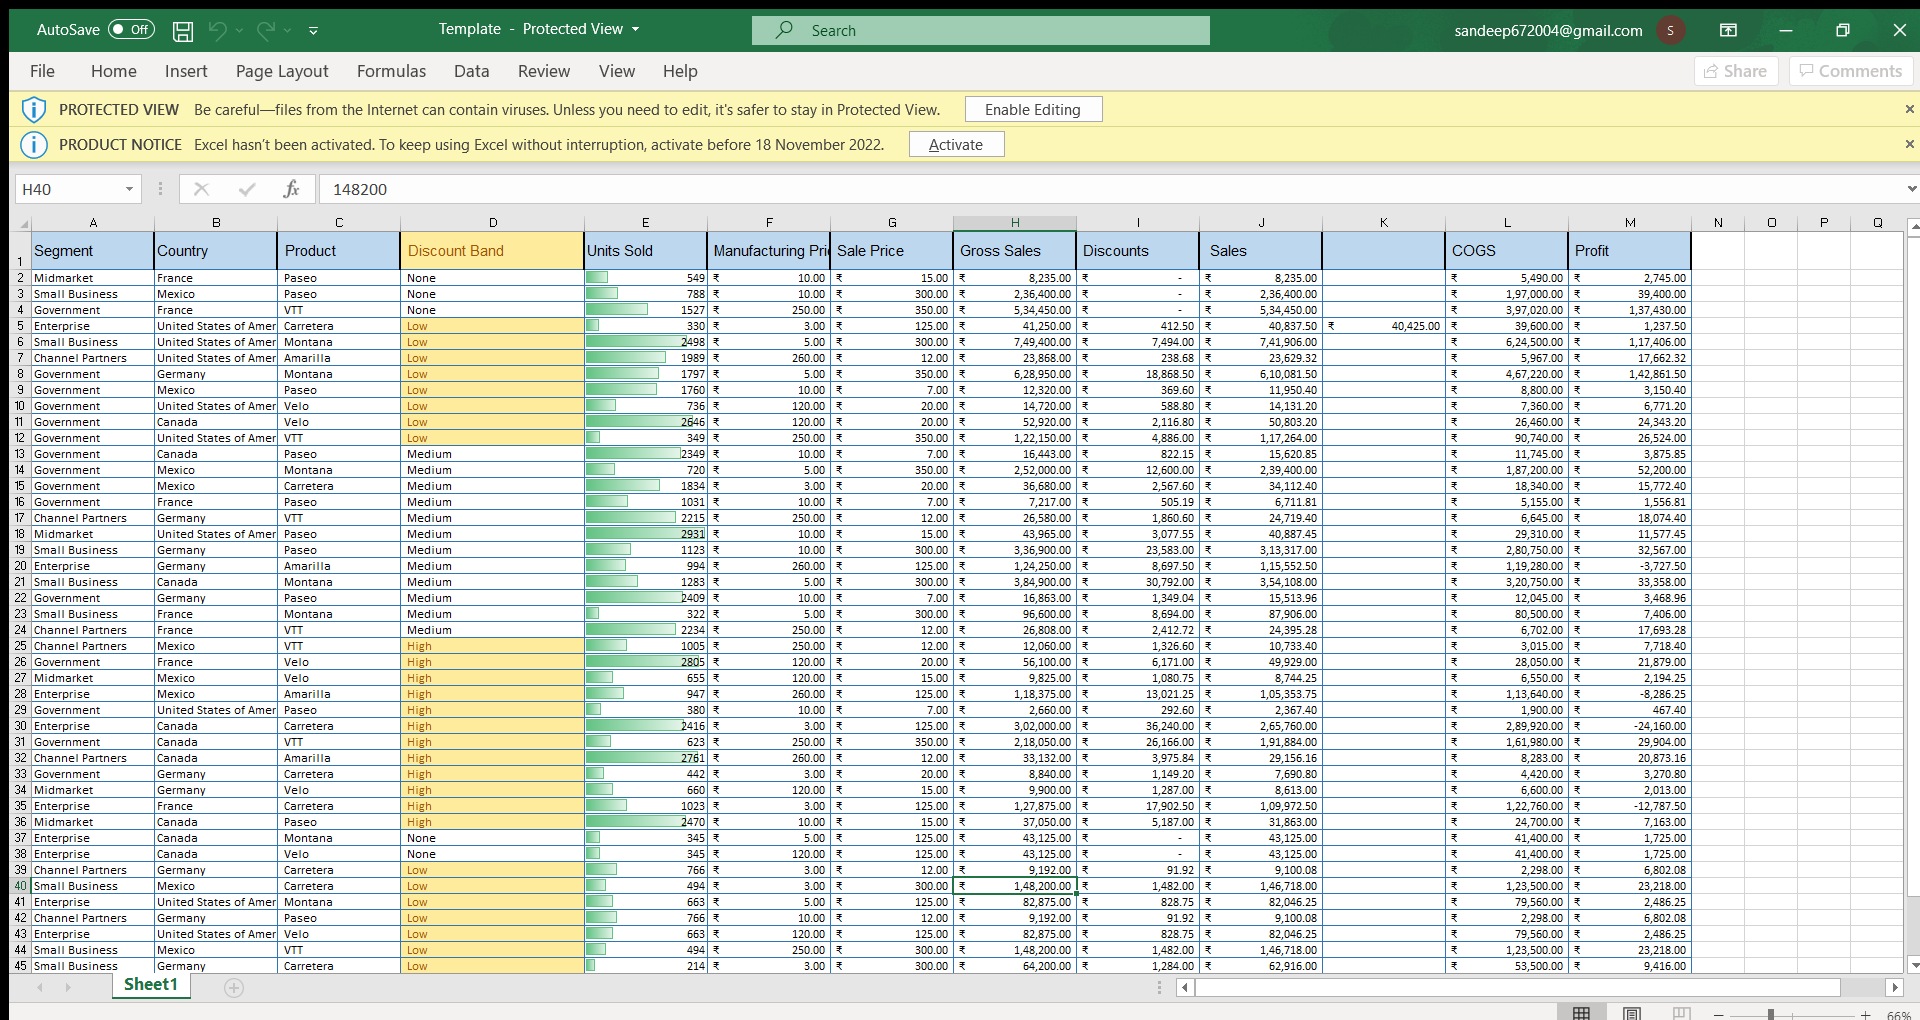 AutoSave Off Template - Protected View Search sandeep672004@gmail.com S
File Home Insert Page Layout Formulas Data Review View Help Share Comments
PROTECTED VIEW Be careful—files from the Internet can contain viruses. Unless you need to edit, it's safer to stay in Protected View. Enable Editing
PRODUCT NOTICE Excel hasn't been activated. To keep using Excel without interruption, activate before 18 November 2022. Activate
H40 fx 148200
A B C D E F G H I J K L M N O P Q
1 Segment Country Product Discount Band Units Sold Manufacturing Pri Sale Price Gross Sales Discounts Sales COGS Profit
2 Midmarket France Paseo None 549 ₹ 10.00 ₹ 15.00 ₹ 8,235.00 ₹ - ₹ 8,235.00 ₹ 5,490.00 ₹ 2,745.00
3 Small Business Mexico Paseo None 788 ₹ 10.00 ₹ 300.00 ₹ 2,36,400.00 ₹ - ₹ 2,36,400.00 ₹ 1,97,000.00 ₹ 39,400.00
4 Government France VTT None 1527 ₹ 250.00 ₹ 350.00 ₹ 5,34,450.00 ₹ - ₹ 5,34,450.00 ₹ 3,97,020.00 ₹ 1,37,430.00
5 Enterprise United States of Amer Carretera Low 330 ₹ 3.00 ₹ 125.00 ₹ 41,250.00 ₹ 412.50 ₹ 40,837.50 ₹ 40,425.00 ₹ 39,600.00 ₹ 1,237.50
6 Small Business United States of Amer Montana Low 2498 ₹ 5.00 ₹ 300.00 ₹ 7,49,400.00 ₹ 7,494.00 ₹ 7,41,906.00 ₹ 6,24,500.00 ₹ 1,17,406.00
7 Channel Partners United States of Amer Amarilla Low 1989 ₹ 260.00 ₹ 12.00 ₹ 23,868.00 ₹ 238.68 ₹ 23,629.32 ₹ 5,967.00 ₹ 17,662.32
8 Government Germany Montana Low 1797 ₹ 5.00 ₹ 350.00 ₹ 6,28,950.00 ₹ 18,868.50 ₹ 6,10,081.50 ₹ 4,67,220.00 ₹ 1,42,861.50
9 Government Mexico Paseo Low 1760 ₹ 10.00 ₹ 7.00 ₹ 12,320.00 ₹ 369.60 ₹ 11,950.40 ₹ 8,800.00 ₹ 3,150.40
10 Government United States of Amer Velo Low 736 ₹ 120.00 ₹ 20.00 ₹ 14,720.00 ₹ 588.80 ₹ 14,131.20 ₹ 7,360.00 ₹ 6,771.20
11 Government Canada Velo Low 2646 ₹ 120.00 ₹ 20.00 ₹ 52,920.00 ₹ 2,116.80 ₹ 50,803.20 ₹ 26,460.00 ₹ 24,343.20
12 Government United States of Amer VTT Low 349 ₹ 250.00 ₹ 350.00 ₹ 1,22,150.00 ₹ 4,886.00 ₹ 1,17,264.00 ₹ 90,740.00 ₹ 26,524.00
13 Government Canada Paseo Medium 2349 ₹ 10.00 ₹ 7.00 ₹ 16,443.00 ₹ 822.15 ₹ 15,620.85 ₹ 11,745.00 ₹ 3,875.85
14 Government Mexico Montana Medium 720 ₹ 5.00 ₹ 350.00 ₹ 2,52,000.00 ₹ 12,600.00 ₹ 2,39,400.00 ₹ 1,87,200.00 ₹ 52,200.00
15 Government Mexico Carretera Medium 1834 ₹ 3.00 ₹ 20.00 ₹ 36,680.00 ₹ 2,567.60 ₹ 34,112.40 ₹ 18,340.00 ₹ 15,772.40
16 Government France Paseo Medium 1031 ₹ 10.00 ₹ 7.00 ₹ 7,217.00 ₹ 505.19 ₹ 6,711.81 ₹ 5,155.00 ₹ 1,556.81
17 Channel Partners Germany VTT Medium 2215 ₹ 250.00 ₹ 12.00 ₹ 26,580.00 ₹ 1,860.60 ₹ 24,719.40 ₹ 6,645.00 ₹ 18,074.40
18 Midmarket United States of Amer Paseo Medium 2931 ₹ 10.00 ₹ 15.00 ₹ 43,965.00 ₹ 3,077.55 ₹ 40,887.45 ₹ 29,310.00 ₹ 11,577.45
19 Small Business Germany Paseo Medium 1123 ₹ 10.00 ₹ 300.00 ₹ 3,36,900.00 ₹ 23,583.00 ₹ 3,13,317.00 ₹ 2,80,750.00 ₹ 32,567.00
20 Enterprise Germany Amarilla Medium 994 ₹ 260.00 ₹ 125.00 ₹ 1,24,250.00 ₹ 8,697.50 ₹ 1,15,552.50 ₹ 1,19,280.00 ₹ -3,727.50
21 Small Business Canada Montana Medium 1283 ₹ 5.00 ₹ 300.00 ₹ 3,84,900.00 ₹ 30,792.00 ₹ 3,54,108.00 ₹ 3,20,750.00 ₹ 33,358.00
22 Government Germany Paseo Medium 2409 ₹ 10.00 ₹ 7.00 ₹ 16,863.00 ₹ 1,349.04 ₹ 15,513.96 ₹ 12,045.00 ₹ 3,468.96
23 Small Business France Montana Medium 322 ₹ 5.00 ₹ 300.00 ₹ 96,600.00 ₹ 8,694.00 ₹ 87,906.00 ₹ 80,500.00 ₹ 7,406.00
24 Channel Partners France VTT Medium 2234 ₹ 250.00 ₹ 12.00 ₹ 26,808.00 ₹ 2,412.72 ₹ 24,395.28 ₹ 6,702.00 ₹ 17,693.28
25 Channel Partners Mexico VTT High 1005 ₹ 250.00 ₹ 12.00 ₹ 12,060.00 ₹ 1,326.60 ₹ 10,733.40 ₹ 3,015.00 ₹ 7,718.40
26 Government France Velo High 2805 ₹ 120.00 ₹ 20.00 ₹ 56,100.00 ₹ 6,171.00 ₹ 49,929.00 ₹ 28,050.00 ₹ 21,879.00
27 Midmarket Mexico Velo High 655 ₹ 120.00 ₹ 15.00 ₹ 9,825.00 ₹ 1,080.75 ₹ 8,744.25 ₹ 6,550.00 ₹ 2,194.25
28 Enterprise Mexico Amarilla High 947 ₹ 260.00 ₹ 125.00 ₹ 1,18,375.00 ₹ 13,021.25 ₹ 1,05,353.75 ₹ 1,13,640.00 ₹ -8,286.25
29 Government United States of Amer Paseo High 380 ₹ 10.00 ₹ 7.00 ₹ 2,660.00 ₹ 292.60 ₹ 2,367.40 ₹ 1,900.00 ₹ 467.40
30 Enterprise Canada Carretera High 2416 ₹ 3.00 ₹ 125.00 ₹ 3,02,000.00 ₹ 36,240.00 ₹ 2,65,760.00 ₹ 2,89,920.00 ₹ -24,160.00
31 Government Canada VTT High 623 ₹ 250.00 ₹ 350.00 ₹ 2,18,050.00 ₹ 26,166.00 ₹ 1,91,884.00 ₹ 1,61,980.00 ₹ 29,904.00
32 Channel Partners Canada Amarilla High 2761 ₹ 260.00 ₹ 12.00 ₹ 33,132.00 ₹ 3,975.84 ₹ 29,156.16 ₹ 8,283.00 ₹ 20,873.16
33 Government Germany Carretera High 442 ₹ 3.00 ₹ 20.00 ₹ 8,840.00 ₹ 1,149.20 ₹ 7,690.80 ₹ 4,420.00 ₹ 3,270.80
34 Midmarket Germany Velo High 660 ₹ 120.00 ₹ 15.00 ₹ 9,900.00 ₹ 1,287.00 ₹ 8,613.00 ₹ 6,600.00 ₹ 2,013.00
35 Enterprise France Carretera High 1023 ₹ 3.00 ₹ 125.00 ₹ 1,27,875.00 ₹ 17,902.50 ₹ 1,09,972.50 ₹ 1,22,760.00 ₹ -12,787.50
36 Midmarket Canada Paseo High 2470 ₹ 10.00 ₹ 15.00 ₹ 37,050.00 ₹ 5,187.00 ₹ 31,863.00 ₹ 24,700.00 ₹ 7,163.00
37 Enterprise Canada Montana None 345 ₹ 5.00 ₹ 125.00 ₹ 43,125.00 ₹ - ₹ 43,125.00 ₹ 41,400.00 ₹ 1,725.00
38 Enterprise Canada Velo None 345 ₹ 120.00 ₹ 125.00 ₹ 43,125.00 ₹ - ₹ 43,125.00 ₹ 41,400.00 ₹ 1,725.00
39 Channel Partners Germany Carretera Low 766 ₹ 3.00 ₹ 12.00 ₹ 9,192.00 ₹ 91.92 ₹ 9,100.08 ₹ 2,298.00 ₹ 6,802.08
40 Small Business Mexico Carretera Low 494 ₹ 3.00 ₹ 300.00 ₹ 1,48,200.00 ₹ 1,482.00 ₹ 1,46,718.00 ₹ 1,23,500.00 ₹ 23,218.00
41 Enterprise United States of Amer Montana Low 663 ₹ 5.00 ₹ 125.00 ₹ 82,875.00 ₹ 828.75 ₹ 82,046.25 ₹ 79,560.00 ₹ 2,486.25
42 Channel Partners Germany Paseo Low 766 ₹ 10.00 ₹ 12.00 ₹ 9,192.00 ₹ 91.92 ₹ 9,100.08 ₹ 2,298.00 ₹ 6,802.08
43 Enterprise United States of Amer Velo Low 663 ₹ 120.00 ₹ 125.00 ₹ 82,875.00 ₹ 828.75 ₹ 82,046.25 ₹ 79,560.00 ₹ 2,486.25
44 Small Business Mexico VTT Low 494 ₹ 250.00 ₹ 300.00 ₹ 1,48,200.00 ₹ 1,482.00 ₹ 1,46,718.00 ₹ 1,23,500.00 ₹ 23,218.00
45 Small Business Germany Carretera Low 214 ₹ 3.00 ₹ 300.00 ₹ 64,200.00 ₹ 1,284.00 ₹ 62,916.00 ₹ 53,500.00 ₹ 9,416.00
Sheet1
66%